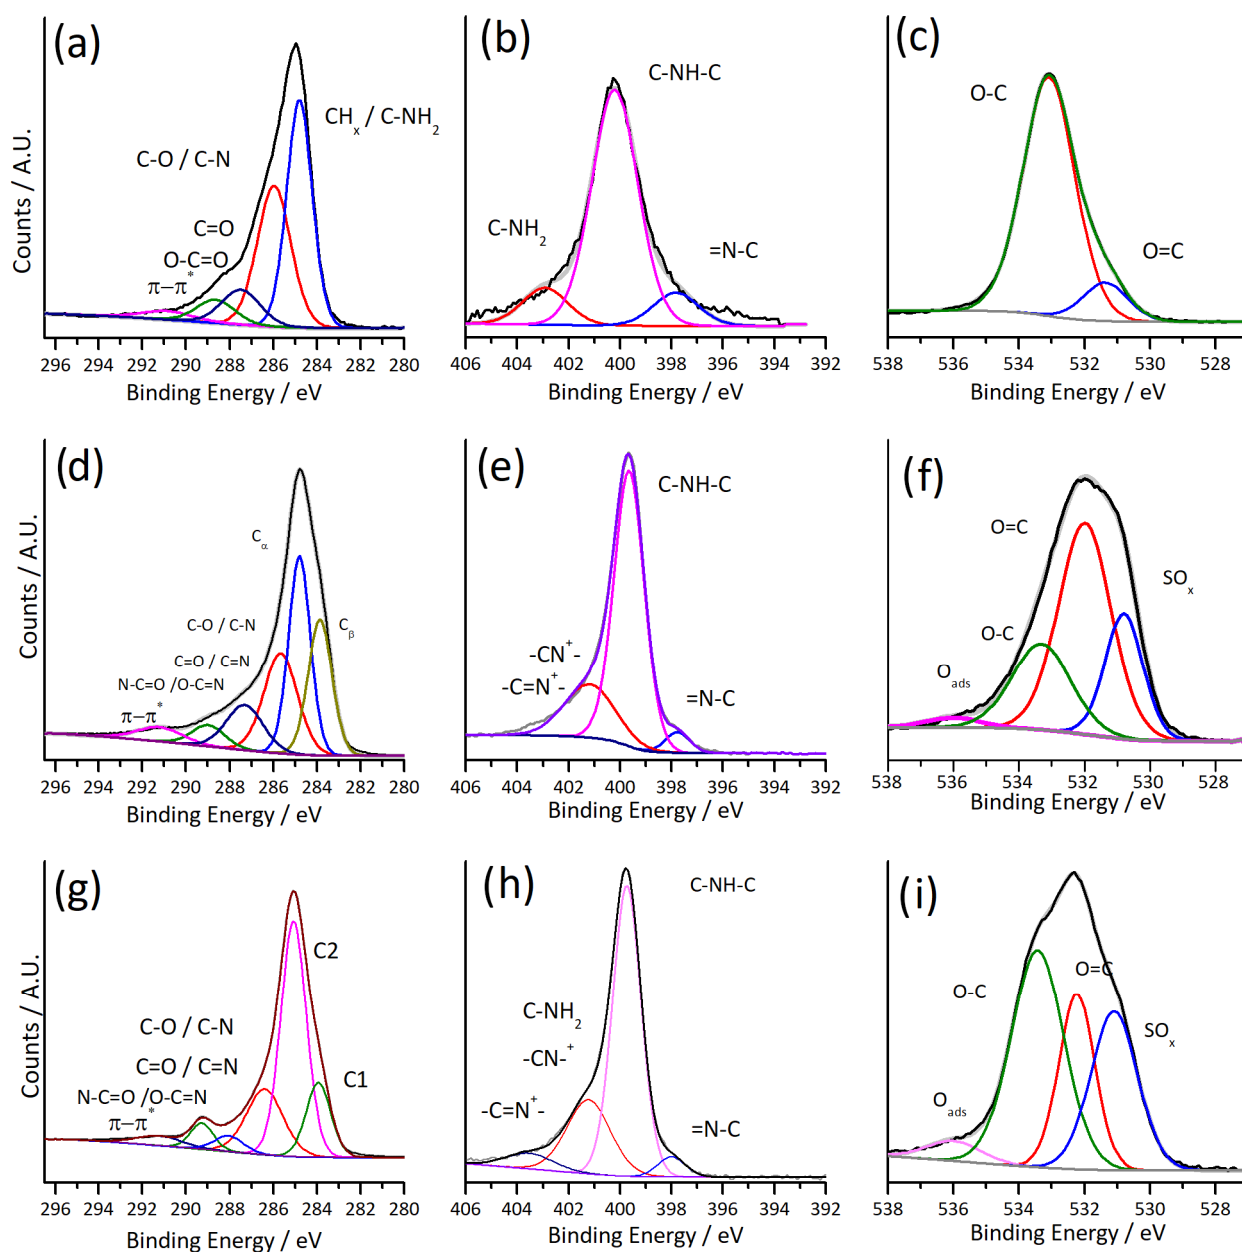 (a)
CHx / C-NH2
C-O / C-N
C=O
O-C=O
π–π*
Counts / A.U.
296 294 292 290 288 286 284 282 280
Binding Energy / eV
(b)
C-NH-C
C-NH2
=N-C
406 404 402 400 398 396 394 392
Binding Energy / eV
(c)
O-C
O=C
538 536 534 532 530 528
Binding Energy / eV
(d)
Cα
Cβ
C-O / C-N
C=O / C=N
N-C=O /O-C=N
π–π*
Counts / A.U.
296 294 292 290 288 286 284 282 280
Binding Energy / eV
(e)
C-NH-C
-CN+-
-C=N+-
=N-C
406 404 402 400 398 396 394 392
Binding Energy / eV
(f)
O=C
SOx
O-C
Oads
538 536 534 532 530 528
Binding Energy / eV
(g)
C2
C-O / C-N
C=O / C=N
C1
N-C=O /O-C=N
π–π*
Counts / A.U.
296 294 292 290 288 286 284 282 280
Binding Energy / eV
(h)
C-NH-C
C-NH2
-CN-+
-C=N+-
=N-C
406 404 402 400 398 396 394 392
Binding Energy / eV
(i)
O-C
O=C
SOx
Oads
538 536 534 532 530 528
Binding Energy / eV